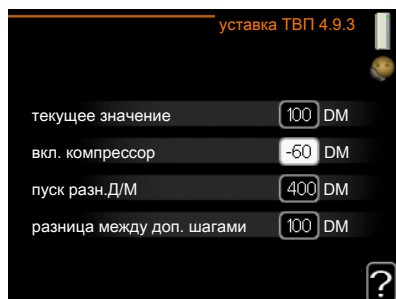 уставка ТВП 4.9.3
текущее значение 100 DM
вкл. компрессор -60 DM
пуск разн.Д/М 400 DM
разница между доп. шагами 100 DM
?